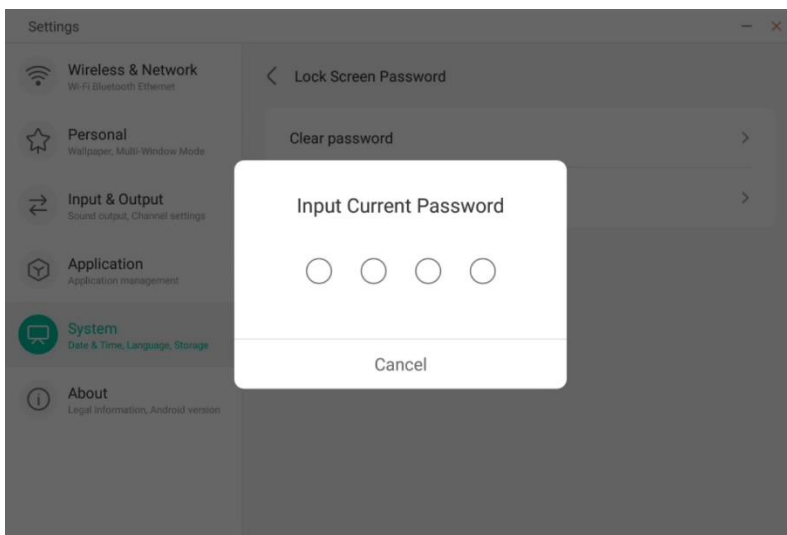 Settings
Wireless & Network
Wi-Fi Bluetooth Ethernet
Lock Screen Password
Personal
Wallpaper, Multi-Window Mode
Clear password
Input & Output
Sound output, Channel settings
Input Current Password
Application
Application management
System
Date & Time, Language, Storage
Cancel
About
Legal information, Android version